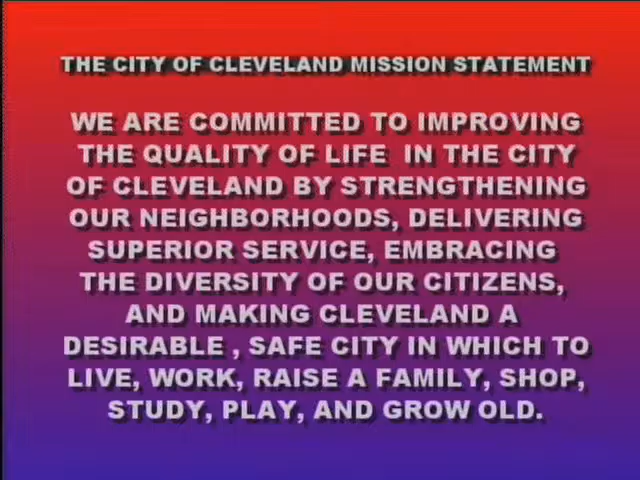 THE CITY OF CLEVELAND MISSION STATEMENT
WE ARE COMMITTED TO IMPROVING
THE QUALITY OF LIFE IN THE CITY
OF CLEVELAND BY STRENGTHENING
OUR NEIGHBORHOODS, DELIVERING
SUPERIOR SERVICE, EMBRACING
THE DIVERSITY OF OUR CITIZENS,
AND MAKING CLEVELAND A
DESIRABLE , SAFE CITY IN WHICH TO
LIVE, WORK, RAISE A FAMILY, SHOP,
STUDY, PLAY, AND GROW OLD.